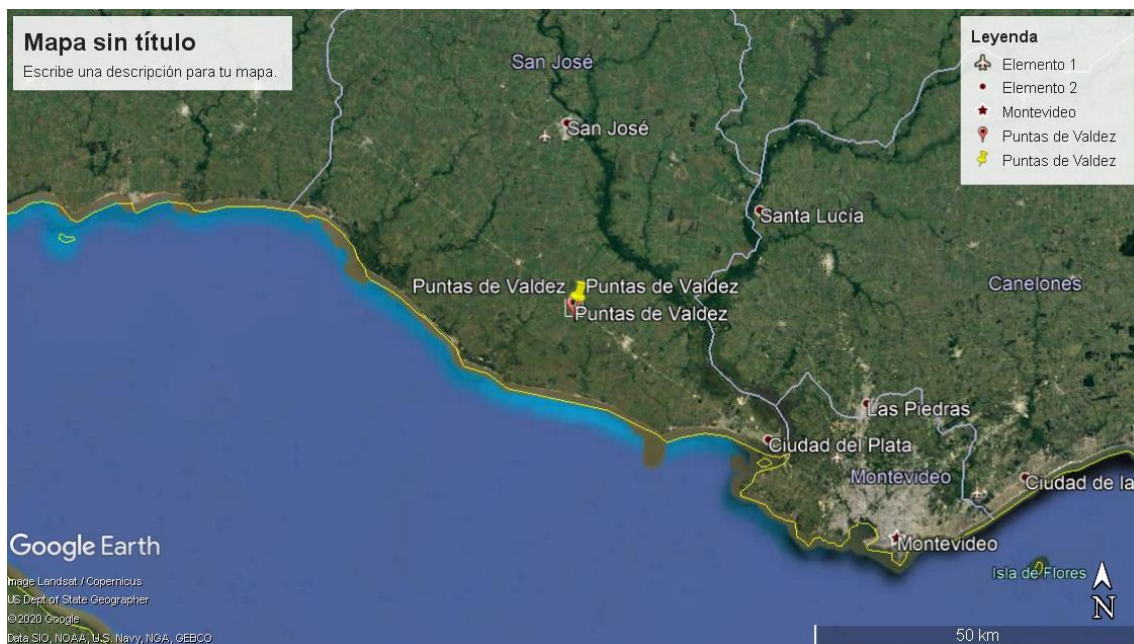 Mapa sin título
Escribe una descripción para tu mapa.
Leyenda
Elemento 1
Elemento 2
Montevideo
Puntas de Valdez
Puntas de Valdez
San José
San José
Santa Lucía
Canelones
Puntas de Valdez
Puntas de Valdez
Puntas de Valdez
Las Piedras
Ciudad del Plata
Montevideo
Ciudad de la
Montevideo
Isla de Flores
Google Earth
Image Landsat / Copernicus
US Dept of State Geographer
©2020 Google
Data SIO, NOAA, U.S. Navy, NGA, GEBCO
N
50 km